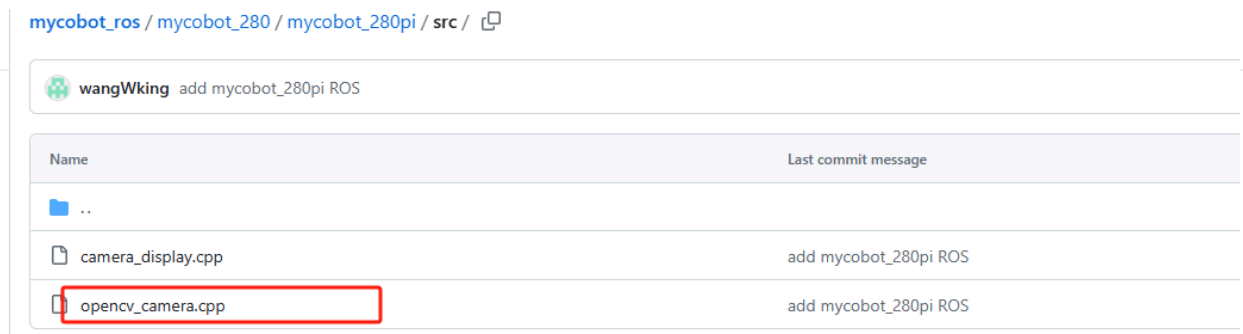 mycobot_ros / mycobot_280 / mycobot_280pi / src /
wangWking add mycobot_280pi ROS
Name Last commit message
..
camera_display.cpp add mycobot_280pi ROS
opencv_camera.cpp add mycobot_280pi ROS